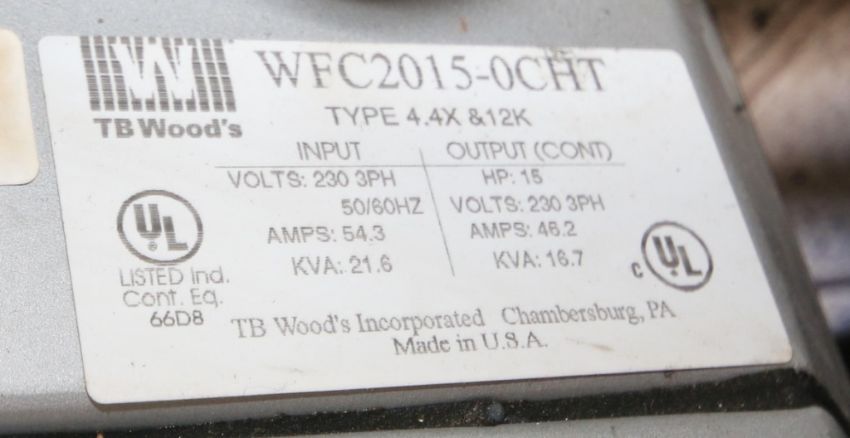 WFC2015-0CHT
TB Wood's
TYPE 4.4X &12K
INPUT
VOLTS: 230 3PH
50/60HZ
AMPS: 54.3
KVA: 21.6
OUTPUT (CONT)
HP: 15
VOLTS: 230 3PH
AMPS: 46.2
KVA: 16.7
UL
LISTED Ind.
Cont. Eq.
66D8
c UL
TB Wood's Incorporated Chambersburg, PA
Made in U.S.A.